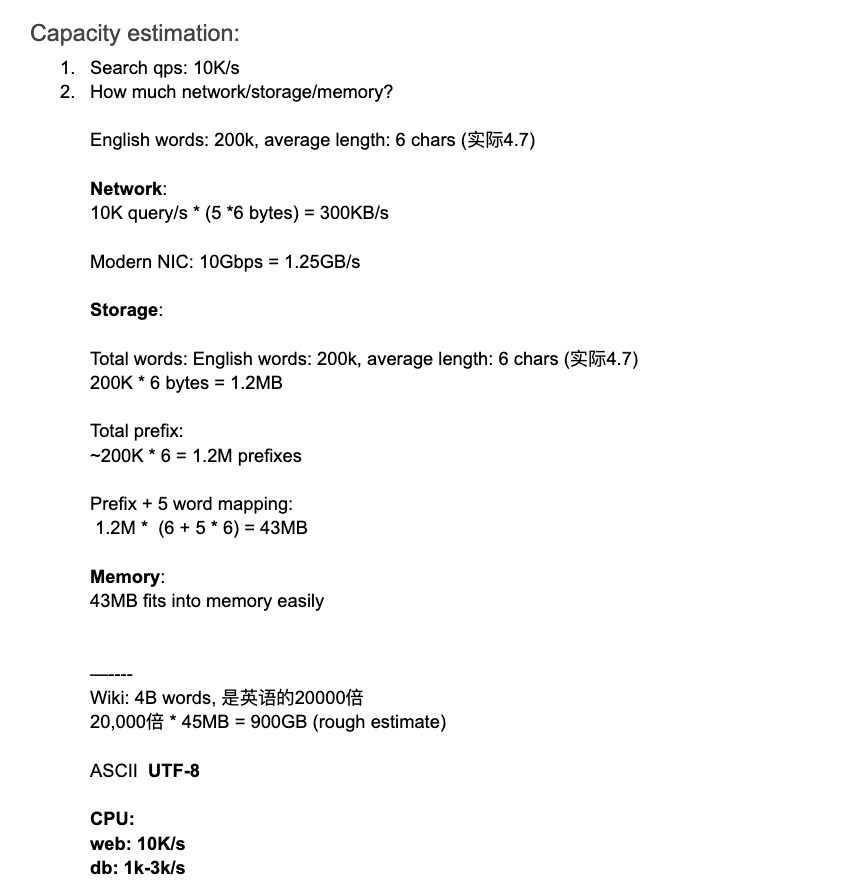 Capacity estimation:
1. Search qps: 10K/s
2. How much network/storage/memory?
English words: 200k, average length: 6 chars (实际4.7)
Network:
10K query/s * (5 *6 bytes) = 300KB/s
Modern NIC: 10Gbps = 1.25GB/s
Storage:
Total words: English words: 200k, average length: 6 chars (实际4.7)
200K * 6 bytes = 1.2MB
Total prefix:
~200K * 6 = 1.2M prefixes
Prefix + 5 word mapping:
1.2M *  (6 + 5 * 6) = 43MB
Memory:
43MB fits into memory easily
—----
Wiki: 4B words, 是英语的20000倍
20,000倍 * 45MB = 900GB (rough estimate)
ASCII  UTF-8
CPU:
web: 10K/s
db: 1k-3k/s